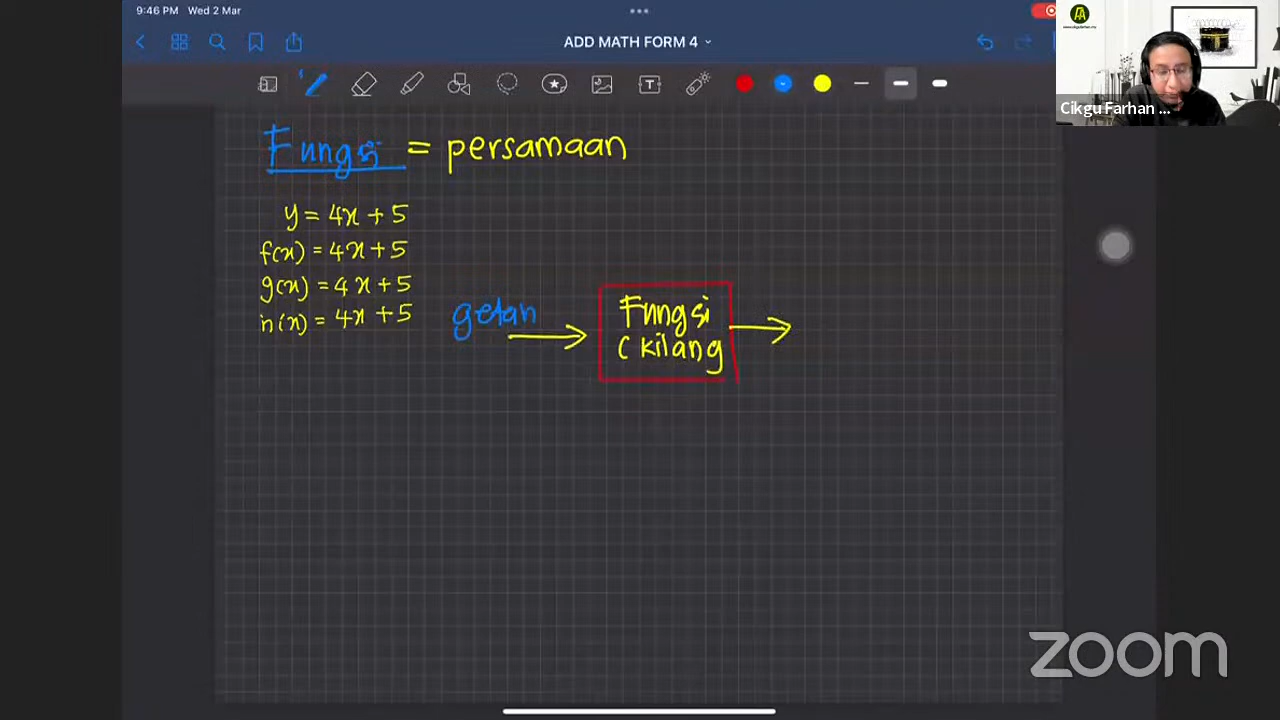 9:46 PM Wed 2 Mar
ADD MATH FORM 4
Cikgu Farhan ...
Fungsi = persamaan
y = 4x + 5
f(x) = 4x + 5
g(x) = 4x + 5
n(x) = 4x + 5
getah
Fungsi
( kilang
zoom